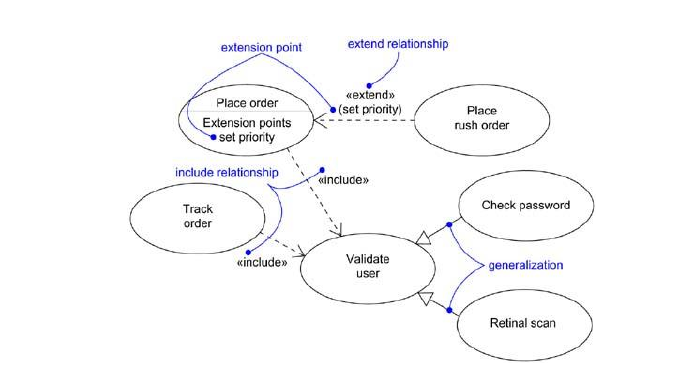 extend relationship
extension point
«extend»
(set priority)
Place order
Extension points
set priority
Place
rush order
include relationship
«include»
Track
order
Check password
«include»
Validate
user
generalization
Retinal scan